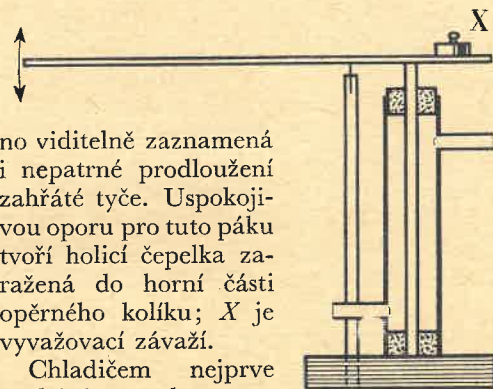 X
no viditelně zaznamená
i nepatrné prodloužení
zahřáté tyče. Uspokoji-
vou oporu pro tuto páku
tvoří holicí čepelka za-
ražená do horní části
opěrného kolíku; X je
vyvažovací závaží.
Chladičem nejprve